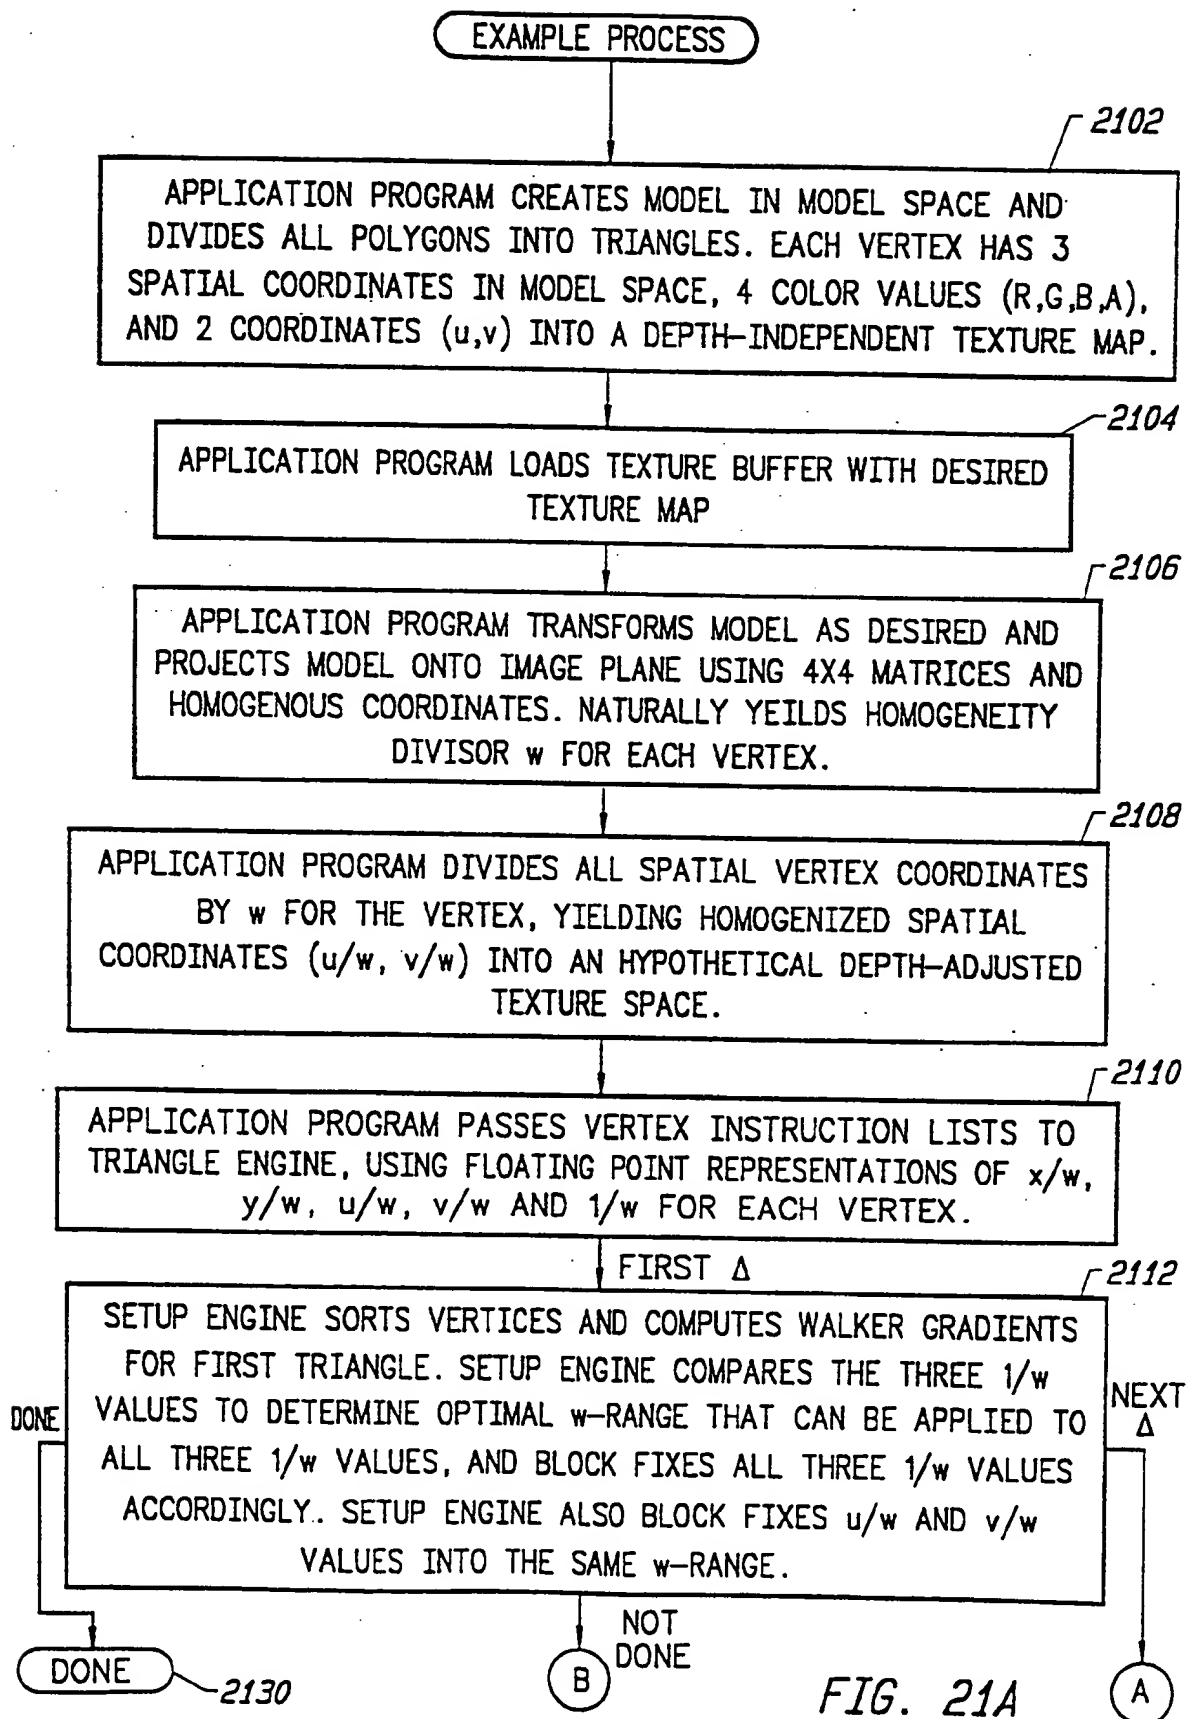 EXAMPLE PROCESS
2102
APPLICATION PROGRAM CREATES MODEL IN MODEL SPACE AND
DIVIDES ALL POLYGONS INTO TRIANGLES. EACH VERTEX HAS 3
SPATIAL COORDINATES IN MODEL SPACE, 4 COLOR VALUES (R,G,B,A),
AND 2 COORDINATES (u,v) INTO A DEPTH-INDEPENDENT TEXTURE MAP.
2104
APPLICATION PROGRAM LOADS TEXTURE BUFFER WITH DESIRED
TEXTURE MAP
2106
APPLICATION PROGRAM TRANSFORMS MODEL AS DESIRED AND
PROJECTS MODEL ONTO IMAGE PLANE USING 4X4 MATRICES AND
HOMOGENOUS COORDINATES. NATURALLY YEILDS HOMOGENEITY
DIVISOR w FOR EACH VERTEX.
2108
APPLICATION PROGRAM DIVIDES ALL SPATIAL VERTEX COORDINATES
BY w FOR THE VERTEX, YIELDING HOMOGENIZED SPATIAL
COORDINATES (u/w, v/w) INTO AN HYPOTHETICAL DEPTH-ADJUSTED
TEXTURE SPACE.
2110
APPLICATION PROGRAM PASSES VERTEX INSTRUCTION LISTS TO
TRIANGLE ENGINE, USING FLOATING POINT REPRESENTATIONS OF x/w,
y/w, u/w, v/w AND 1/w FOR EACH VERTEX.
FIRST Δ
2112
SETUP ENGINE SORTS VERTICES AND COMPUTES WALKER GRADIENTS
FOR FIRST TRIANGLE. SETUP ENGINE COMPARES THE THREE 1/w
VALUES TO DETERMINE OPTIMAL w-RANGE THAT CAN BE APPLIED TO
ALL THREE 1/w VALUES, AND BLOCK FIXES ALL THREE 1/w VALUES
ACCORDINGLY. SETUP ENGINE ALSO BLOCK FIXES u/w AND v/w
VALUES INTO THE SAME w-RANGE.
DONE
NEXT
Δ
NOT
DONE
DONE
2130
B
A
FIG. 21A